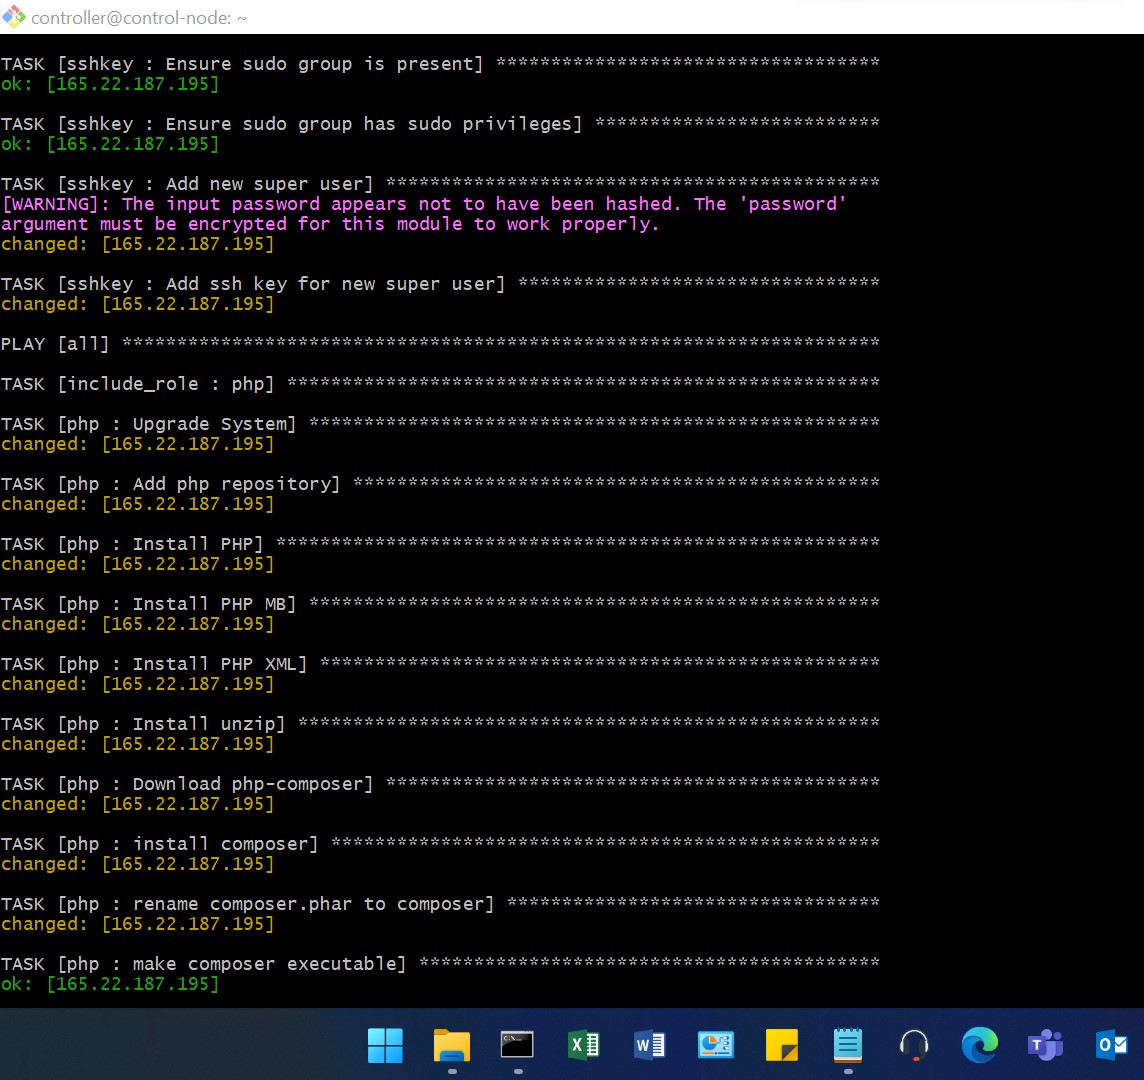 controller@control-node: ~
TASK [sshkey : Ensure sudo group is present] ***********************************
ok: [165.22.187.195]
TASK [sshkey : Ensure sudo group has sudo privileges] **************************
ok: [165.22.187.195]
TASK [sshkey : Add new super user] *********************************************
[WARNING]: The input password appears not to have been hashed. The 'password'
argument must be encrypted for this module to work properly.
changed: [165.22.187.195]
TASK [sshkey : Add ssh key for new super user] *********************************
changed: [165.22.187.195]
PLAY [all] *********************************************************************
TASK [include_role : php] ******************************************************
TASK [php : Upgrade System] ****************************************************
changed: [165.22.187.195]
TASK [php : Add php repository] ************************************************
changed: [165.22.187.195]
TASK [php : Install PHP] *******************************************************
changed: [165.22.187.195]
TASK [php : Install PHP MB] ****************************************************
changed: [165.22.187.195]
TASK [php : Install PHP XML] ***************************************************
changed: [165.22.187.195]
TASK [php : Install unzip] *****************************************************
changed: [165.22.187.195]
TASK [php : Download php-composer] *********************************************
changed: [165.22.187.195]
TASK [php : install composer] **************************************************
changed: [165.22.187.195]
TASK [php : rename composer.phar to composer] **********************************
changed: [165.22.187.195]
TASK [php : make composer executable] ******************************************
ok: [165.22.187.195]